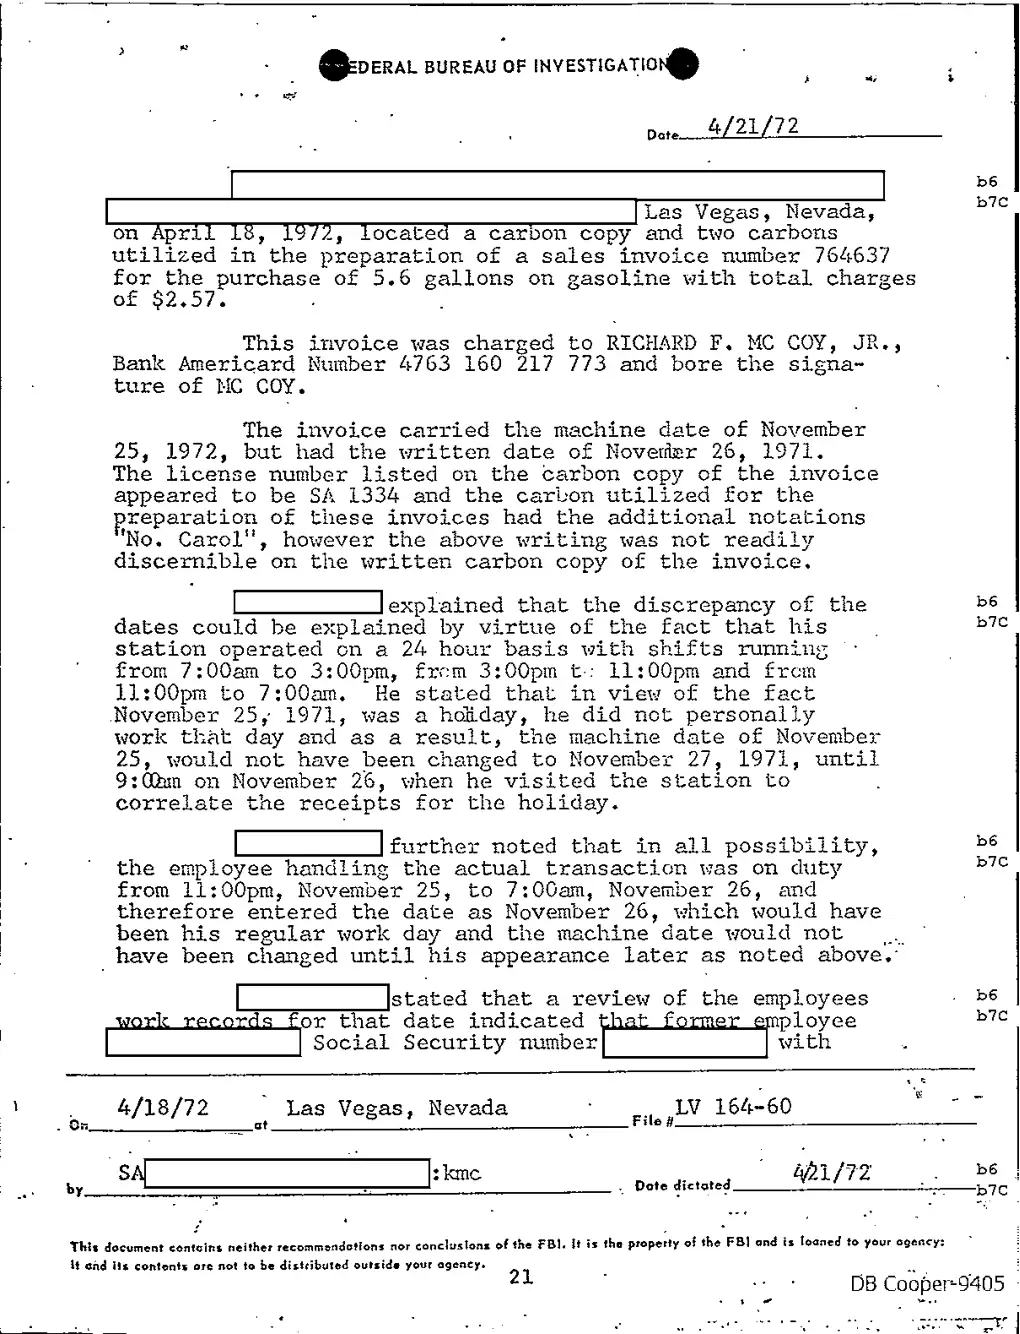 FEDERAL BUREAU OF INVESTIGATION
Date 4/21/72
b6
b7C
Las Vegas, Nevada,
on April 18, 1972, located a carbon copy and two carbons
utilized in the preparation of a sales invoice number 764637
for the purchase of 5.6 gallons on gasoline with total charges
of $2.57.
This invoice was charged to RICHARD F. MC COY, JR.,
Bank Americard Number 4763 160 217 773 and bore the signa-
ture of MC COY.
The invoice carried the machine date of November
25, 1972, but had the written date of November 26, 1971.
The license number listed on the carbon copy of the invoice
appeared to be SA 1334 and the carbon utilized for the
preparation of these invoices had the additional notations
"No. Carol", however the above writing was not readily
discernible on the written carbon copy of the invoice.
explained that the discrepancy of the b6
dates could be explained by virtue of the fact that his b7C
station operated on a 24 hour basis with shifts running
from 7:00am to 3:00pm, from 3:00pm to 11:00pm and from
11:00pm to 7:00am. He stated that in view of the fact
November 25, 1971, was a holiday, he did not personally
work that day and as a result, the machine date of November
25, would not have been changed to November 27, 1971, until
9:00am on November 26, when he visited the station to
correlate the receipts for the holiday.
further noted that in all possibility, b6
the employee handling the actual transaction was on duty b7C
from 11:00pm, November 25, to 7:00am, November 26, and
therefore entered the date as November 26, which would have
been his regular work day and the machine date would not
have been changed until his appearance later as noted above.
stated that a review of the employees b6
work records for that date indicated that former employee b7C
Social Security number with
On 4/18/72 at Las Vegas, Nevada File # LV 164-60
by SA :kmc Date dictated 4/21/72 b6
b7C
This document contains neither recommendations nor conclusions of the FBI. It is the property of the FBI and is loaned to your agency;
it and its contents are not to be distributed outside your agency.
21
DB Cooper-9405